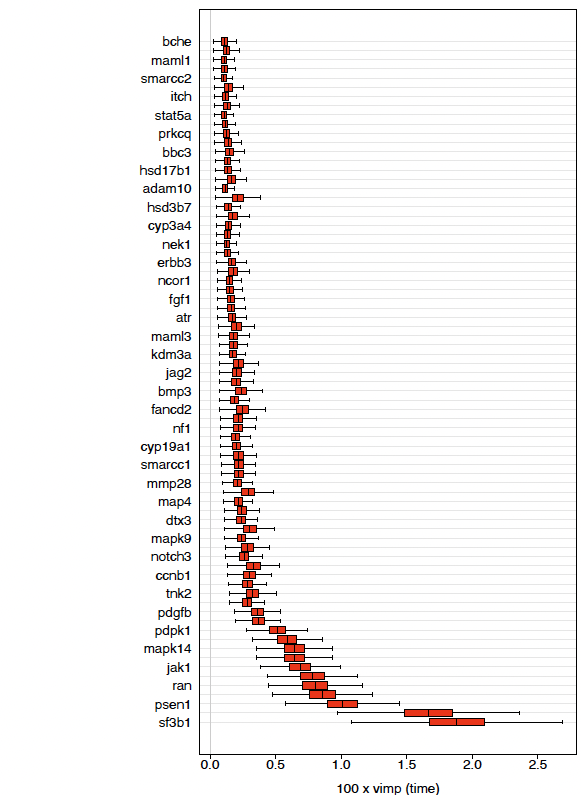 bche
maml1
smarcc2
itch
stat5a
prkcq
bbc3
hsd17b1
adam10
hsd3b7
cyp3a4
nek1
erbb3
ncor1
fgf1
atr
maml3
kdm3a
jag2
bmp3
fancd2
nf1
cyp19a1
smarcc1
mmp28
map4
dtx3
mapk9
notch3
ccnb1
tnk2
pdgfb
pdpk1
mapk14
jak1
ran
psen1
sf3b1
0.0 0.5 1.0 1.5 2.0 2.5
100 x vimp (time)